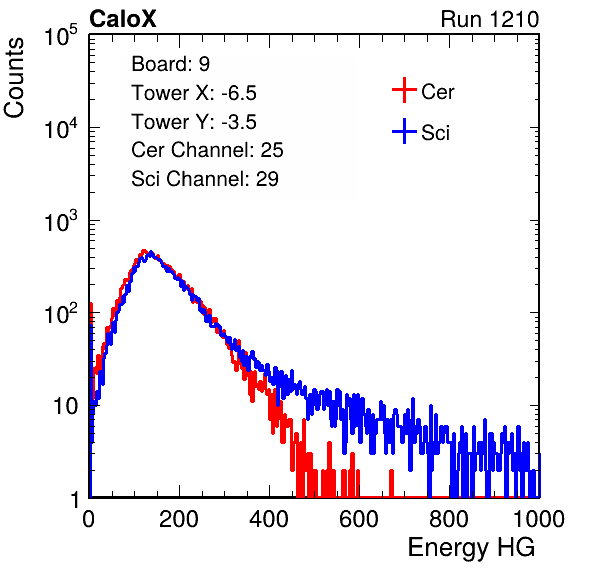 CaloX Run 1210
Counts
10^5
10^4
10^3
10^2
10
1
Board: 9
Tower X: -6.5
Tower Y: -3.5
Cer Channel: 25
Sci Channel: 29
Cer
Sci
0 200 400 600 800 1000
Energy HG